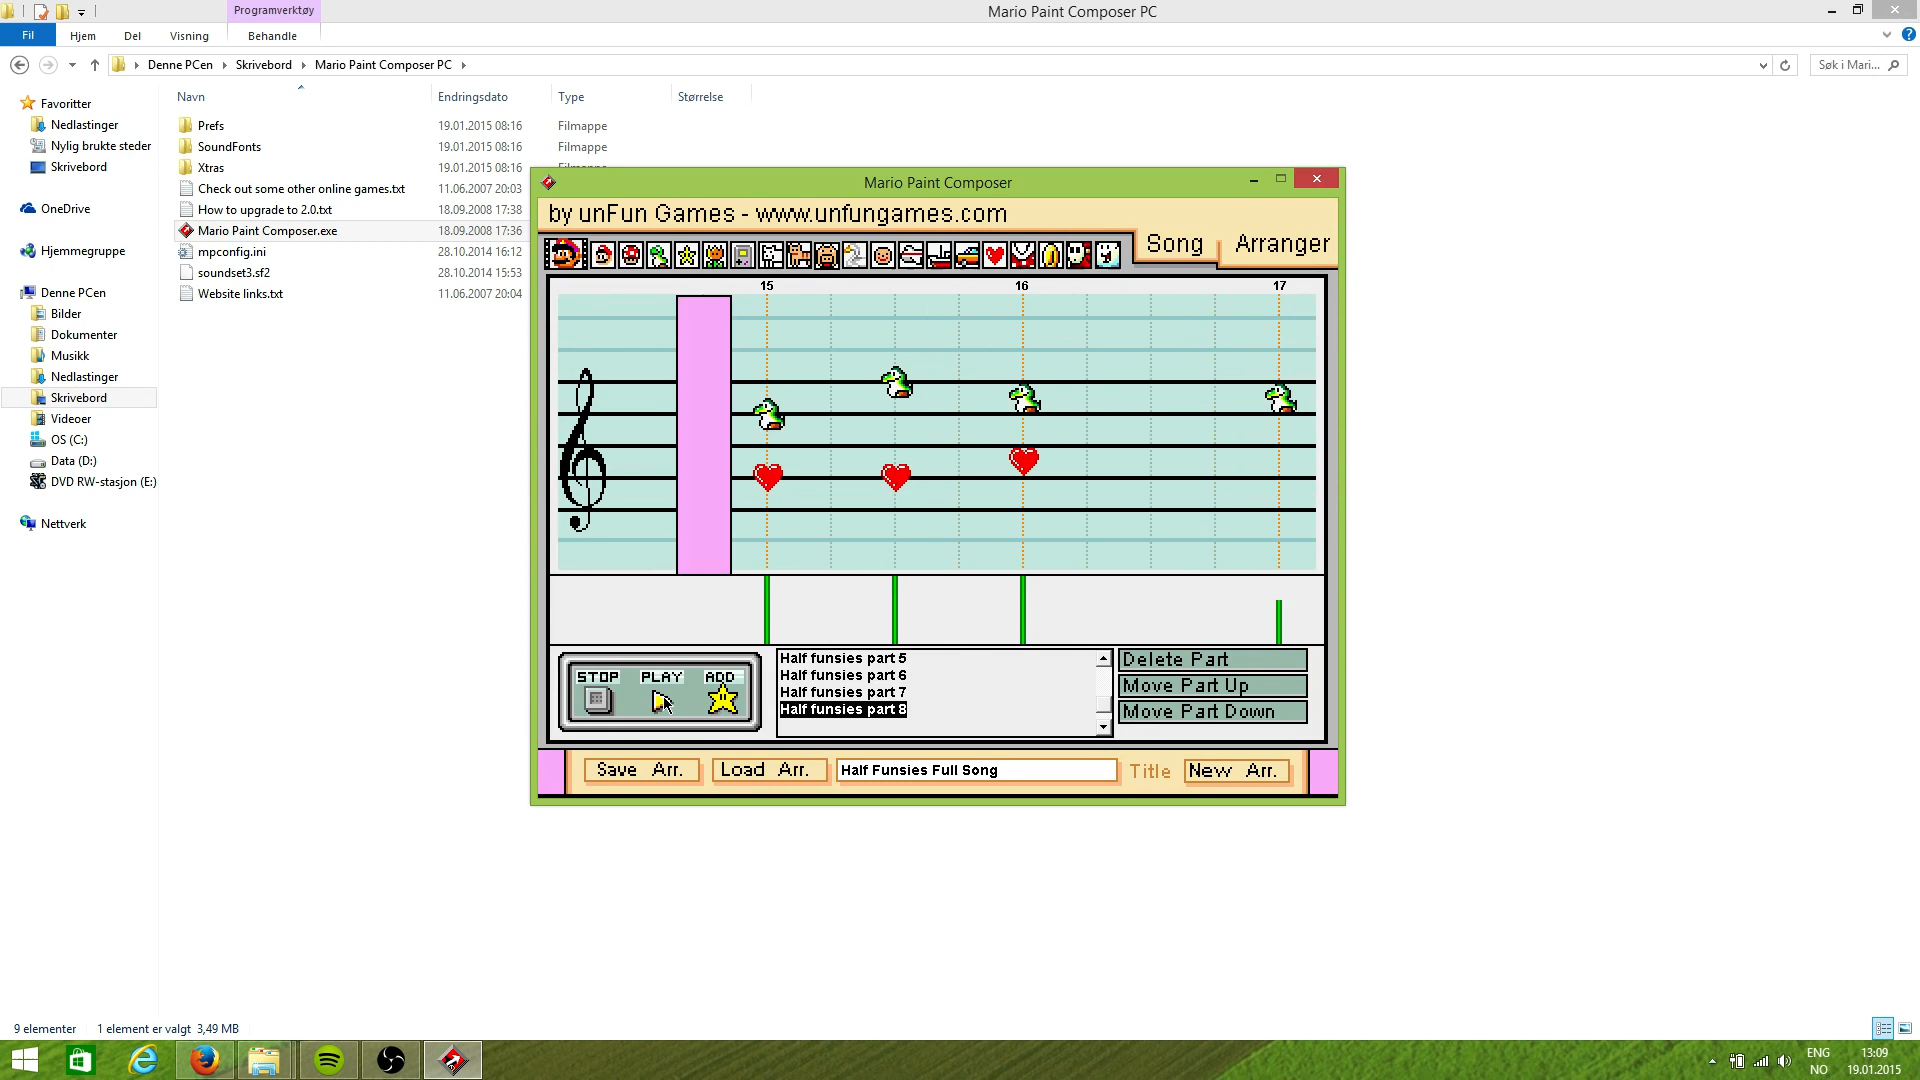 Programverktøy
Mario Paint Composer PC
Fil Hjem Del Visning Behandle
Denne PCen Skrivebord Mario Paint Composer PC
Søk i Mari...
Navn Endringsdato Type Størrelse
Favoritter
Nedlastinger
Nylig brukte steder
Skrivebord
OneDrive
Hjemmegruppe
Denne PCen
Bilder
Dokumenter
Musikk
Nedlastinger
Skrivebord
Videoer
OS (C:)
Data (D:)
DVD RW-stasjon (E:)
Nettverk
Prefs 19.01.2015 08:16 Filmappe
SoundFonts 19.01.2015 08:16 Filmappe
Xtras 19.01.2015 08:16 Filmappe
Check out some other online games.txt 11.06.2007 20:03
How to upgrade to 2.0.txt 18.09.2008 17:38
Mario Paint Composer.exe 18.09.2008 17:36
mpconfig.ini 28.10.2014 16:12
soundset3.sf2 28.10.2014 15:53
Website links.txt 11.06.2007 20:04
Mario Paint Composer
by unFun Games - www.unfungames.com
Song Arranger
15 16 17
STOP PLAY ADD
Half funsies part 5
Half funsies part 6
Half funsies part 7
Half funsies part 8
Delete Part
Move Part Up
Move Part Down
Save Arr. Load Arr. Half Funsies Full Song Title New Arr.
9 elementer 1 element er valgt 3,49 MB
ENG
NO
13:09
19.01.2015